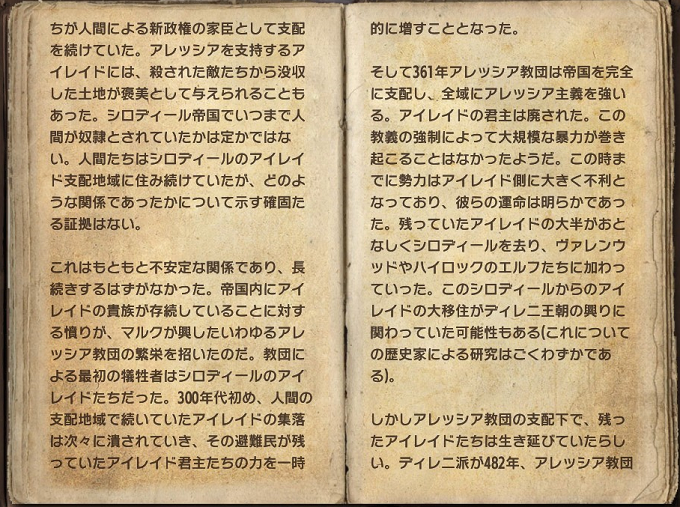 ちが人間による新政権の家臣として支配
を続けていた。アレッシアを支持するア
イレイドには、殺された敵たちから没収
した土地が褒美として与えられることも
あった。シロディール帝国でいつまで人
間が奴隷とされていたかは定かではな
い。人間たちはシロディールのアイレイ
ド支配地域に住み続けていたが、どのよ
うな関係であったかについて示す確固た
る証拠はない。
これはもともと不安定な関係であり、長
続きするはずがなかった。帝国内にアイ
レイドの貴族が存続していることに対す
る憤りが、マルクが興したいわゆるアレ
ッシア教団の繁栄を招いたのだ。教団に
よる最初の犠牲者はシロディールのアイ
レイドたちだった。300年代初め、人間の
支配地域で続いていたアイレイドの集落
は次々に潰されていき、その避難民が残
っていたアイレイド君主たちの力を一時
的に増すこととなった。
そして361年アレッシア教団は帝国を完全
に支配し、全域にアレッシア主義を強い
る。アイレイドの君主は廃された。この
教義の強制によって大規模な暴力が巻き
起こることはなかったようだ。この時ま
でに勢力はアイレイド側に大きく不利と
なっており、彼らの運命は明らかであっ
た。残っていたアイレイドの大半がおと
なしくシロディールを去り、ヴァレンウ
ッドやハイロックのエルフたちに加わっ
ていった。このシロディールからのアイ
レイドの大移住がディレニ王朝の興りに
関わっていた可能性もある(これについて
の歴史家による研究はごくわずかであ
る)。
しかしアレッシア教団の支配下で、残っ
たアイレイドたちは生き延びていたらし
い。ディレニ派が482年、アレッシア教団